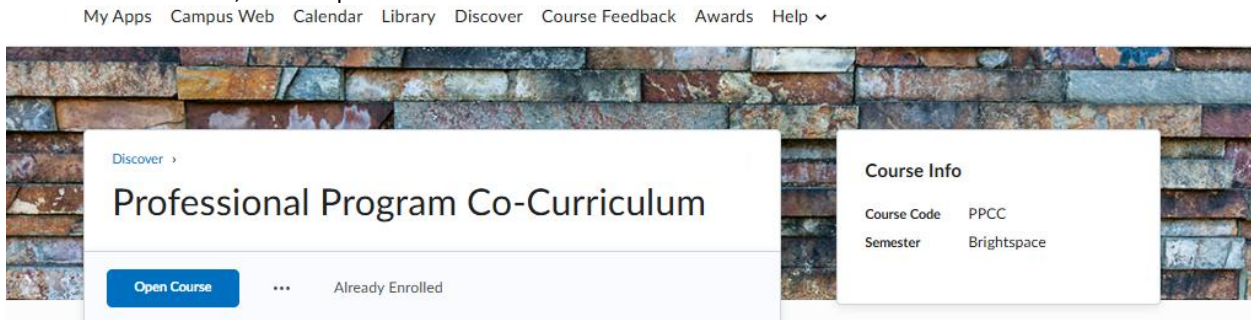 My Apps Campus Web Calendar Library Discover Course Feedback Awards Help
Discover ›
Professional Program Co-Curriculum
Open Course ... Already Enrolled
Course Info
Course Code PPCC
Semester Brightspace